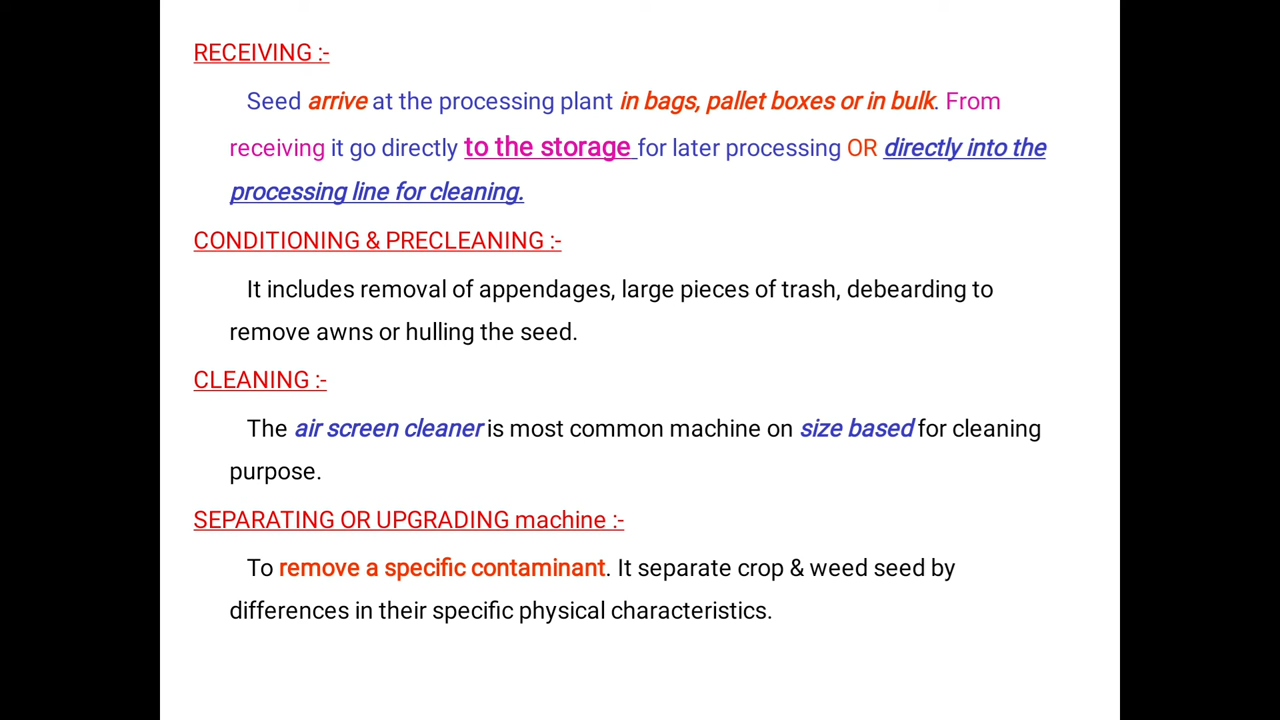 RECEIVING :-
Seed arrive at the processing plant in bags, pallet boxes or in bulk. From
receiving it go directly to the storage for later processing OR directly into the
processing line for cleaning.
CONDITIONING & PRECLEANING :-
It includes removal of appendages, large pieces of trash, debearding to
remove awns or hulling the seed.
CLEANING :-
The air screen cleaner is most common machine on size based for cleaning
purpose.
SEPARATING OR UPGRADING machine :-
To remove a specific contaminant. It separate crop & weed seed by
differences in their specific physical characteristics.